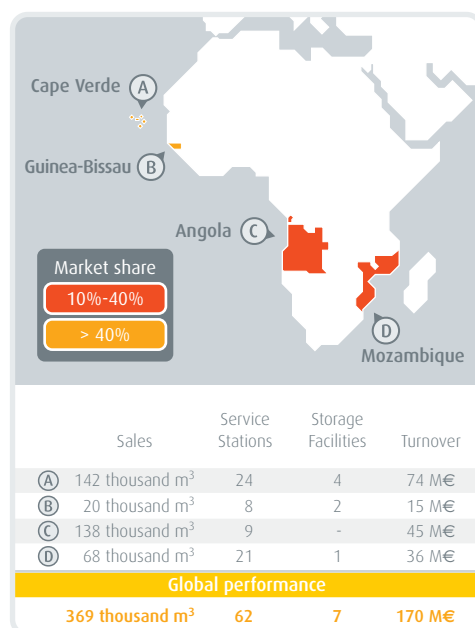 Cape Verde A
Guinea-Bissau B
Angola C
Market share
10%-40%
> 40%
D
Mozambique
Sales Service Stations Storage Facilities Turnover
A 142 thousand m³ 24 4 74 M€
B 20 thousand m³ 8 2 15 M€
C 138 thousand m³ 9 - 45 M€
D 68 thousand m³ 21 1 36 M€
Global performance
369 thousand m³ 62 7 170 M€